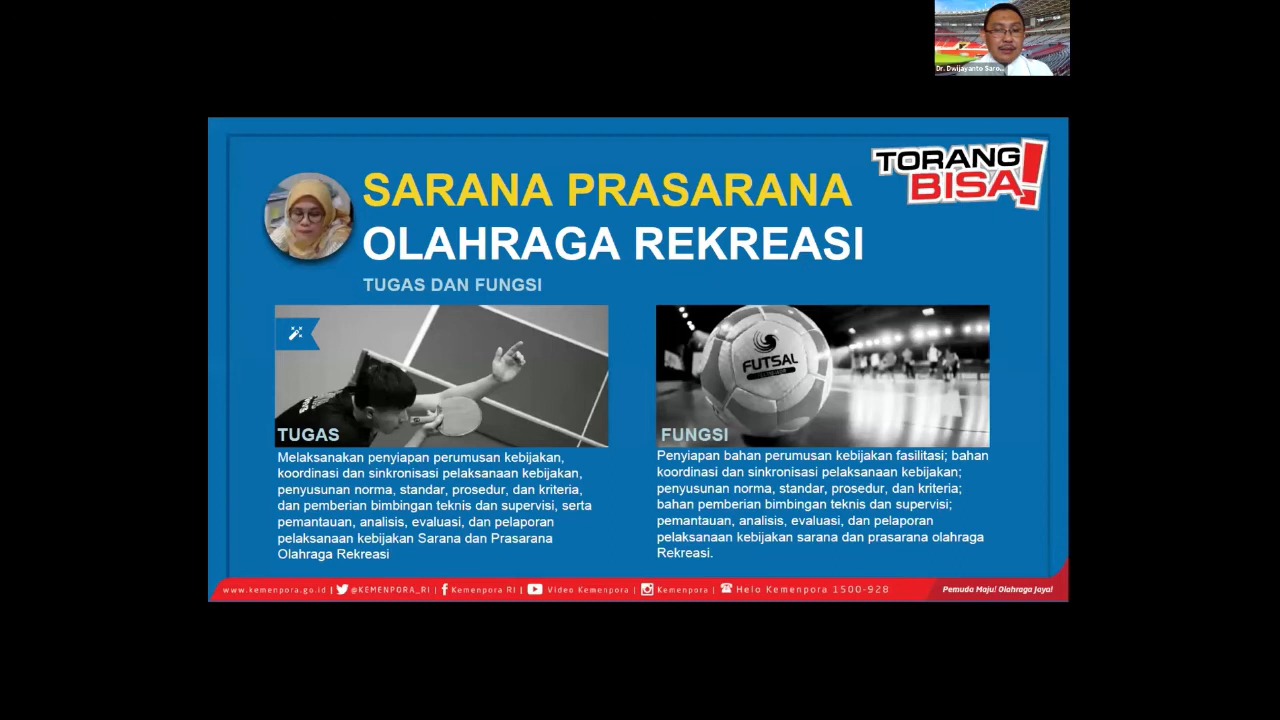 Dr. Dwijayanto Saro...
TORANG
BISA!
SARANA PRASARANA
OLAHRAGA REKREASI
TUGAS DAN FUNGSI
FUTSAL
TUGAS
Melaksanakan penyiapan perumusan kebijakan,
koordinasi dan sinkronisasi pelaksanaan kebijakan,
penyusunan norma, standar, prosedur, dan kriteria,
dan pemberian bimbingan teknis dan supervisi, serta
pemantauan, analisis, evaluasi, dan pelaporan
pelaksanaan kebijakan Sarana dan Prasarana
Olahraga Rekreasi
FUNGSI
Penyiapan bahan perumusan kebijakan fasilitasi; bahan
koordinasi dan sinkronisasi pelaksanaan kebijakan;
penyusunan norma, standar, prosedur, dan kriteria;
bahan pemberian bimbingan teknis dan supervisi;
pemantauan, analisis, evaluasi, dan pelaporan
pelaksanaan kebijakan sarana dan prasarana olahraga
Rekreasi.
www.kemenpora.go.id | @KEMENPORA_RI | Kemenpora RI | Video Kemenpora | Kemenpora | Helo Kemenpora 1500-928
Pemuda Maju! Olahraga Jaya!